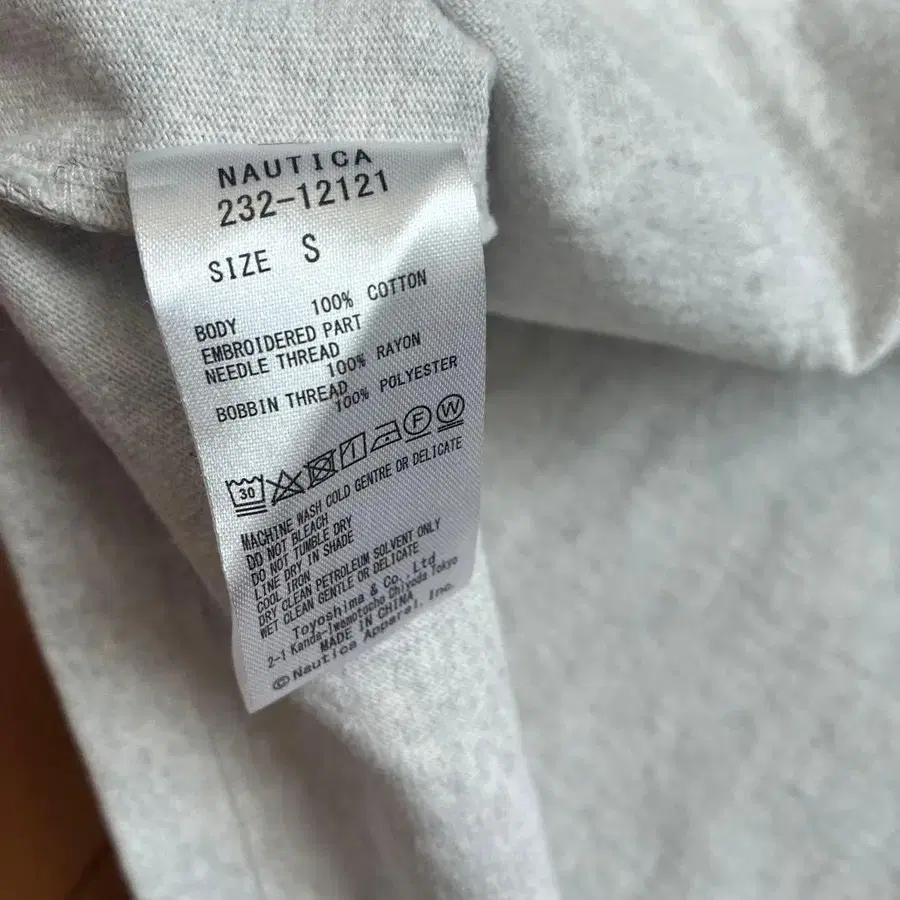 NAUTICA
232-12121
SIZE S
BODY 100% COTTON
EMBROIDERED PART
NEEDLE THREAD
100% RAYON
BOBBIN THREAD
100% POLYESTER
30 F W
MACHINE WASH COLD GENTRE OR DELICATE
DO NOT BLEACH
DO NOT TUMBLE DRY
LINE DRY IN SHADE
COOL IRON
DRY CLEAN PETROLEUM SOLVENT ONLY
WET CLEAN GENTLE OR DELICATE
Toyoshima & Co., Ltd
2-1 Kanda-Iwamotocho Chiyoda Tokyo
MADE IN CHINA
©Nautica Apparel, Inc.